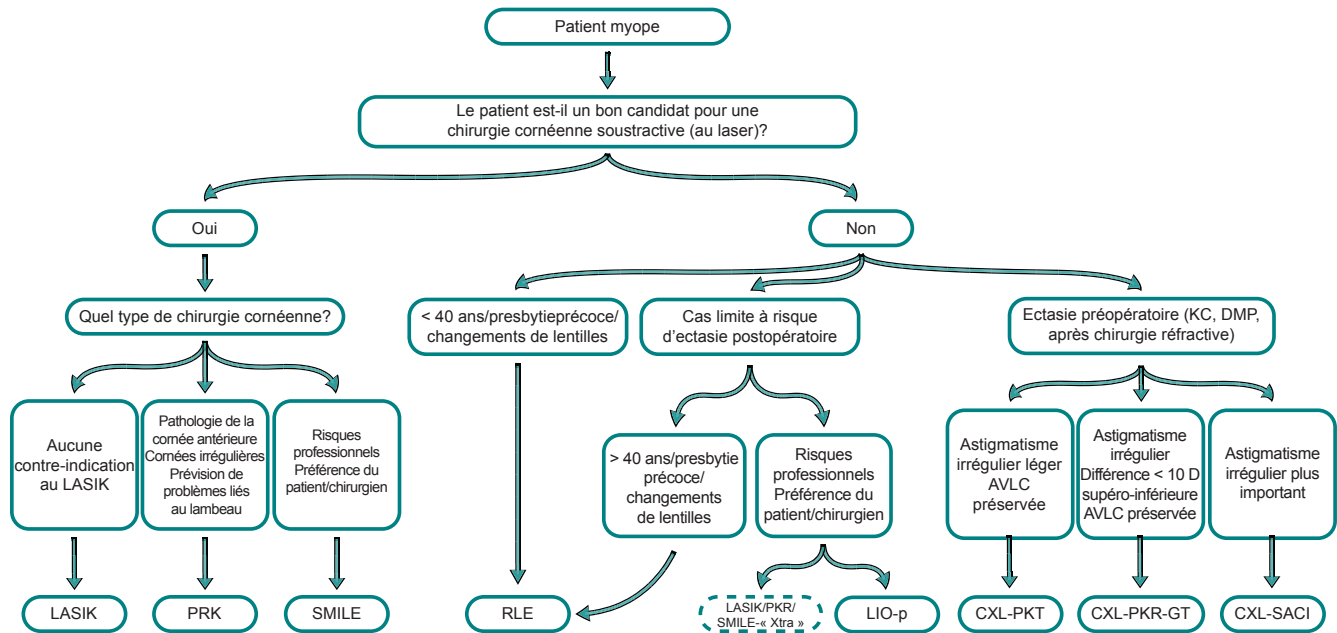 Patient myope
Le patient est-il un bon candidat pour une
chirurgie cornéenne soustractive (au laser)?
Oui
Non
Quel type de chirurgie cornéenne?
< 40 ans/presbytieprécoce/
changements de lentilles
Cas limite à risque
d'ectasie postopératoire
Ectasie préopératoire (KC, DMP,
après chirurgie réfractive)
Aucune
contre-indication
au LASIK
Pathologie de la
cornée antérieure
Cornées irrégulières
Prévision de
problèmes liés
au lambeau
Risques
professionnels
Préférence du
patient/chirurgien
> 40 ans/presbytie
précoce/
changements
de lentilles
Risques
professionnels
Préférence du
patient/chirurgien
Astigmatisme
irrégulier léger
AVLC
préservée
Astigmatisme
irrégulier
Différence < 10 D
supéro-inférieure
AVLC préservée
Astigmatisme
irrégulier plus
important
LASIK
PRK
SMILE
RLE
LASIK/PKR/
SMILE-« Xtra »
LIO-p
CXL-PKT
CXL-PKR-GT
CXL-SACI